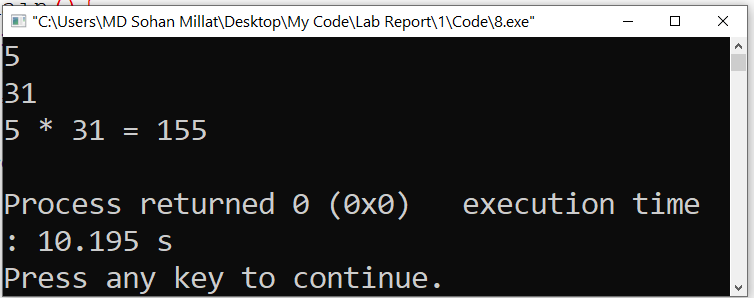 "C:\Users\MD Sohan Millat\Desktop\My Code\Lab Report\1\Code\8.exe"
5
31
5 * 31 = 155
Process returned 0 (0x0)   execution time
: 10.195 s
Press any key to continue.